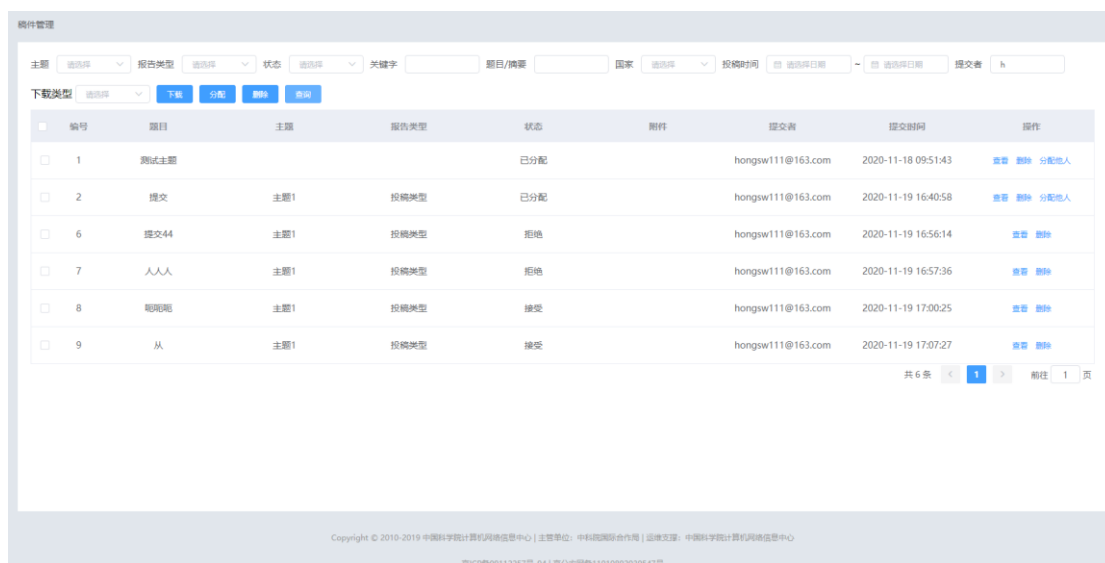 稿件管理
主题 请选择 报告类型 请选择 状态 请选择 关键字 题目/摘要 国家 请选择 投稿时间 请选择日期 ~ 请选择日期 提交者 h
下载类型 请选择 下载 分配 删除 查询
编号 题目 主题 报告类型 状态 附件 提交者 提交时间 操作
1 测试主题 已分配 hongsw111@163.com 2020-11-18 09:51:43 查看 删除 分配他人
2 提交 主题1 投稿类型 已分配 hongsw111@163.com 2020-11-19 16:40:58 查看 删除 分配他人
6 提交44 主题1 投稿类型 拒绝 hongsw111@163.com 2020-11-19 16:56:14 查看 删除
7 人人人 主题1 投稿类型 拒绝 hongsw111@163.com 2020-11-19 16:57:36 查看 删除
8 呃呃呃 主题1 投稿类型 接受 hongsw111@163.com 2020-11-19 17:00:25 查看 删除
9 从 主题1 投稿类型 接受 hongsw111@163.com 2020-11-19 17:07:27 查看 删除
共 6 条 < 1 > 前往 1 页
Copyright © 2010-2019 中国科学院计算机网络信息中心 | 主管单位：中科院国际合作局 | 运维支撑：中国科学院计算机网络信息中心